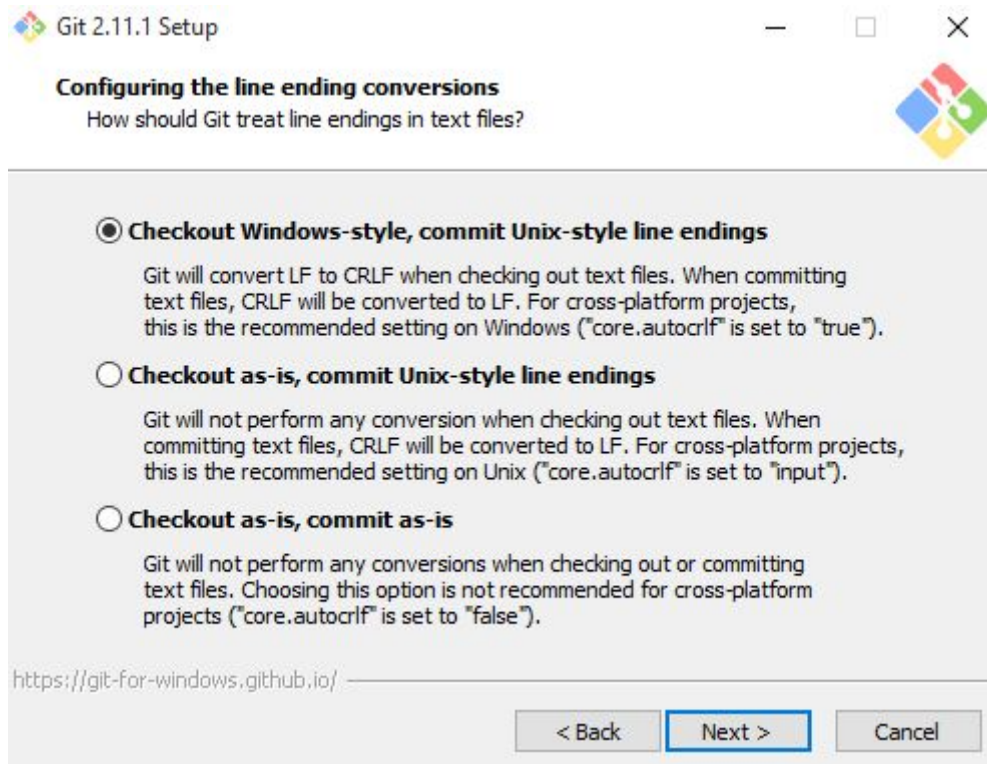 Git 2.11.1 Setup
Configuring the line ending conversions
How should Git treat line endings in text files?
Checkout Windows-style, commit Unix-style line endings
Git will convert LF to CRLF when checking out text files. When committing
text files, CRLF will be converted to LF. For cross-platform projects,
this is the recommended setting on Windows ("core.autocrlf" is set to "true").
Checkout as-is, commit Unix-style line endings
Git will not perform any conversion when checking out text files. When
committing text files, CRLF will be converted to LF. For cross-platform projects,
this is the recommended setting on Unix ("core.autocrlf" is set to "input").
Checkout as-is, commit as-is
Git will not perform any conversions when checking out or committing
text files. Choosing this option is not recommended for cross-platform
projects ("core.autocrlf" is set to "false").
https://git-for-windows.github.io/
< Back Next > Cancel